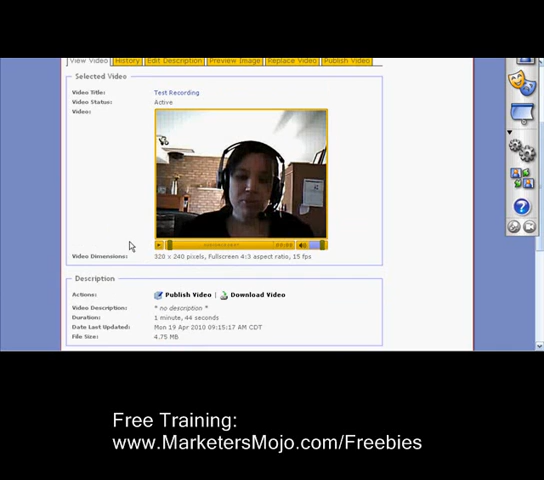 View Video History Edit Description Preview Image Replace Video Publish Video
Selected Video
Video Title: Test Recording
Video Status: Active
Video:
Video Dimensions: 320 x 240 pixels, Fullscreen 4:3 aspect ratio, 15 fps
Description
Actions: Publish Video | Download Video
Video Description: * no description *
Duration: 1 minute, 44 seconds
Date Last Updated: Mon 19 Apr 2010 09:15:17 AM CDT
File Size: 4.75 MB
Free Training:
www.MarketersMojo.com/Freebies